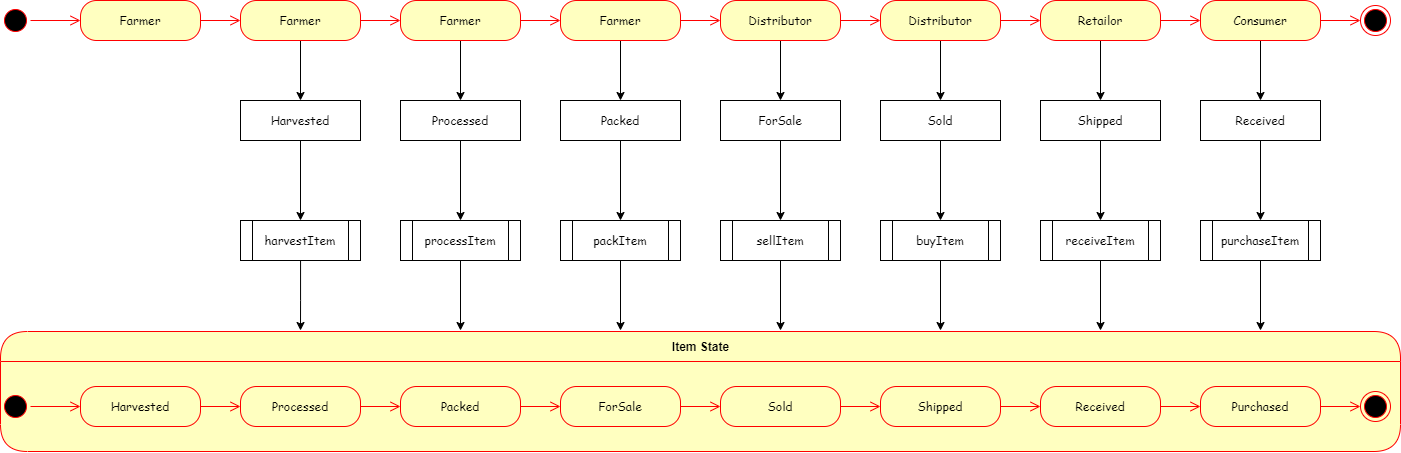 Farmer
Farmer
Farmer
Farmer
Distributor
Distributor
Retailor
Consumer
Harvested
Processed
Packed
ForSale
Sold
Shipped
Received
harvestItem
processItem
packItem
sellItem
buyItem
receiveItem
purchaseItem
Item State
Harvested
Processed
Packed
ForSale
Sold
Shipped
Received
Purchased